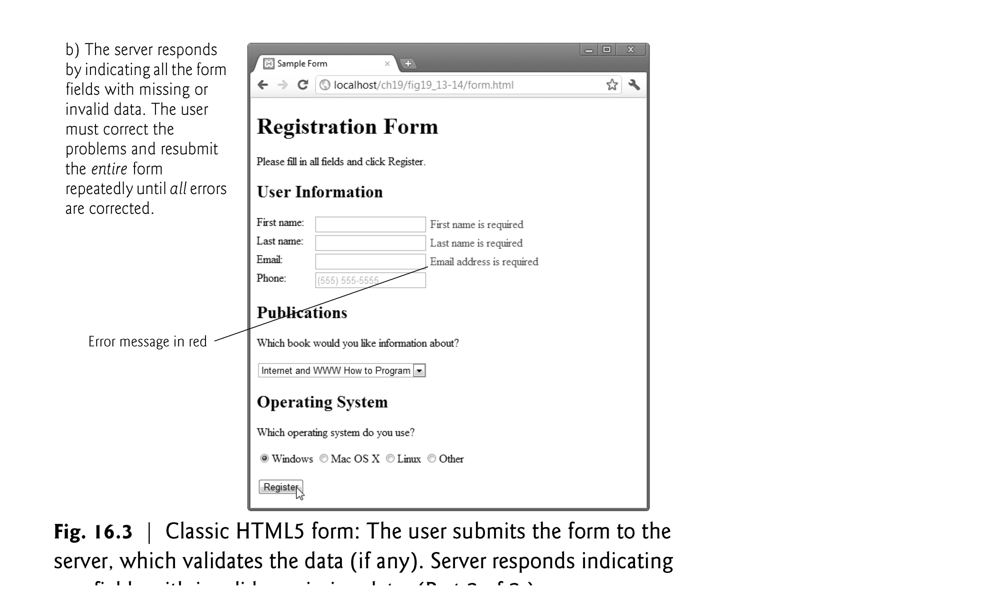 b) The server responds
by indicating all the form
fields with missing or
invalid data. The user
must correct the
problems and resubmit
the entire form
repeatedly until all errors
are corrected.
Sample Form
localhost/ch19/fig19_13-14/form.html
Registration Form
Please fill in all fields and click Register.
User Information
First name: First name is required
Last name: Last name is required
Email: Email address is required
Phone: (555) 555-5555
Publications
Error message in red
Which book would you like information about?
Internet and WWW How to Program
Operating System
Which operating system do you use?
Windows Mac OS X Linux Other
Register
Fig. 16.3 | Classic HTML5 form: The user submits the form to the
server, which validates the data (if any). Server responds indicating